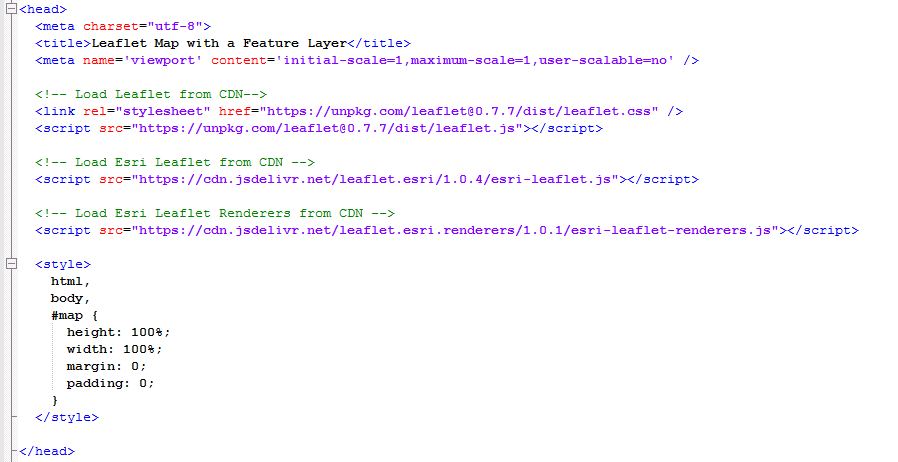 <head>
<meta charset="utf-8">
<title>Leaflet Map with a Feature Layer</title>
<meta name='viewport' content='initial-scale=1,maximum-scale=1,user-scalable=no' />
<!-- Load Leaflet from CDN-->
<link rel="stylesheet" href="https://unpkg.com/leaflet@0.7.7/dist/leaflet.css" />
<script src="https://unpkg.com/leaflet@0.7.7/dist/leaflet.js"></script>
<!-- Load Esri Leaflet from CDN -->
<script src="https://cdn.jsdelivr.net/leaflet.esri/1.0.4/esri-leaflet.js"></script>
<!-- Load Esri Leaflet Renderers from CDN -->
<script src="https://cdn.jsdelivr.net/leaflet.esri.renderers/1.0.1/esri-leaflet-renderers.js"></script>
<style>
html,
body,
#map {
height: 100%;
width: 100%;
margin: 0;
padding: 0;
}
</style>
</head>